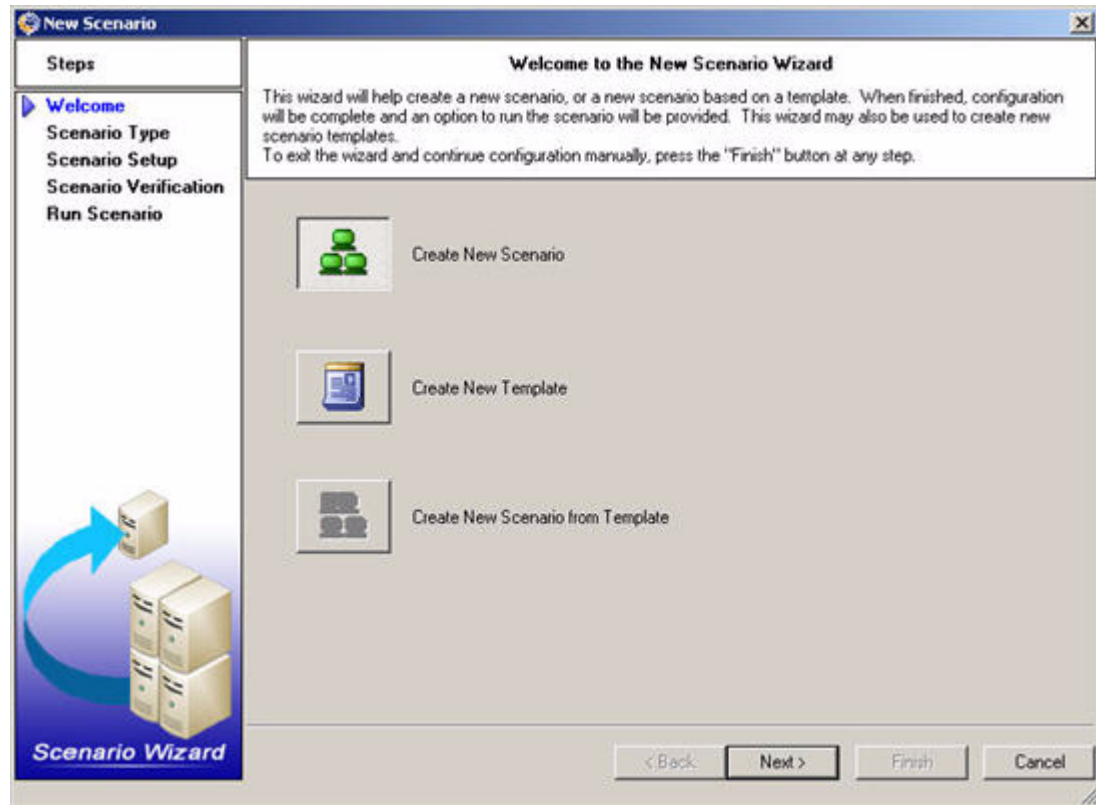 New Scenario
Steps
Welcome
Scenario Type
Scenario Setup
Scenario Verification
Run Scenario
Scenario Wizard
Welcome to the New Scenario Wizard
This wizard will help create a new scenario, or a new scenario based on a template. When finished, configuration
will be complete and an option to run the scenario will be provided. This wizard may also be used to create new
scenario templates.
To exit the wizard and continue configuration manually, press the "Finish" button at any step.
Create New Scenario
Create New Template
Create New Scenario from Template
< Back
Next >
Finish
Cancel